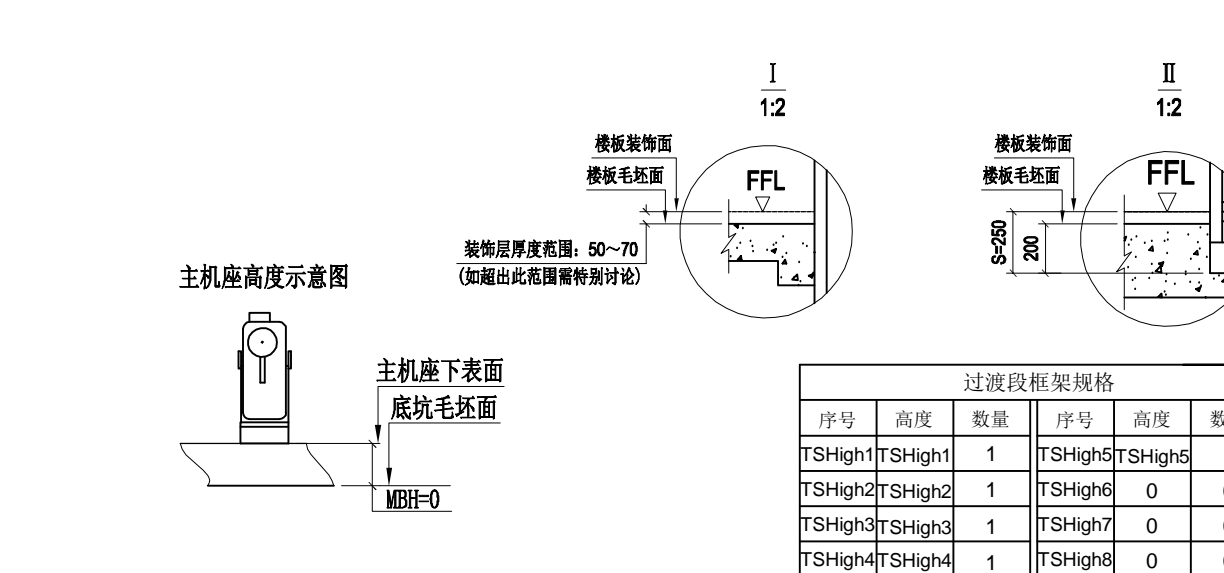 I
1:2
楼板装饰面
楼板毛坯面
FFL
装饰层厚度范围：50～70
(如超出此范围需特别讨论)
II
1:2
楼板装饰面
楼板毛坯面
FFL
S=250
200
主机座高度示意图
主机座下表面
底坑毛坯面
MBH=0
过渡段框架规格
序号 高度 数量 序号 高度
TSHigh1 TSHigh1 1 TSHigh5 TSHigh5
TSHigh2 TSHigh2 1 TSHigh6 0
TSHigh3 TSHigh3 1 TSHigh7 0
TSHigh4 TSHigh4 1 TSHigh8 0